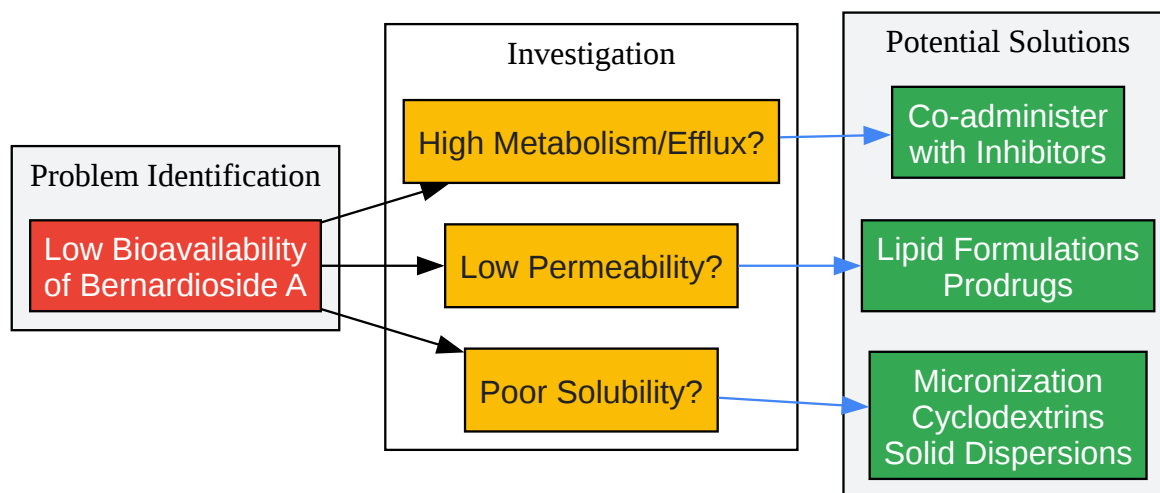 Problem Identification
Low Bioavailability
of Bernardioside A
Investigation
High Metabolism/Efflux?
Low Permeability?
Poor Solubility?
Potential Solutions
Co-administer
with Inhibitors
Lipid Formulations
Prodrugs
Micronization
Cyclodextrins
Solid Dispersions